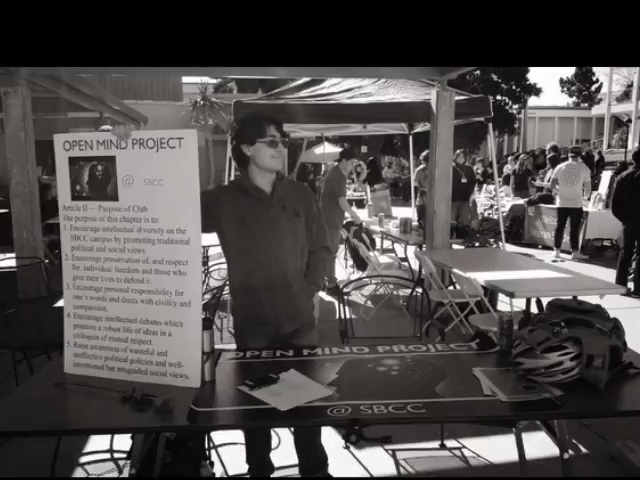 OPEN MIND PROJECT
@ SBCC
Article II — Purpose of Club
The purpose of this chapter is to:
1. Encourage intellectual diversity on the
SBCC campus by promoting traditional
political and social views.
2. Encourage preservation of, and respect
for, individual freedom and those who
give their lives to defend it.
3. Encourage personal responsibility for
one's words and deeds with civility and
compassion.
4. Encourage intellectual debates which
promote a robust life of ideas in a
colloquia of mutual respect.
5. Raise awareness of wasteful and
ineffective political policies and well-
intentioned but misguided social views.
OPEN MIND PROJECT
@ SBCC
Welcome